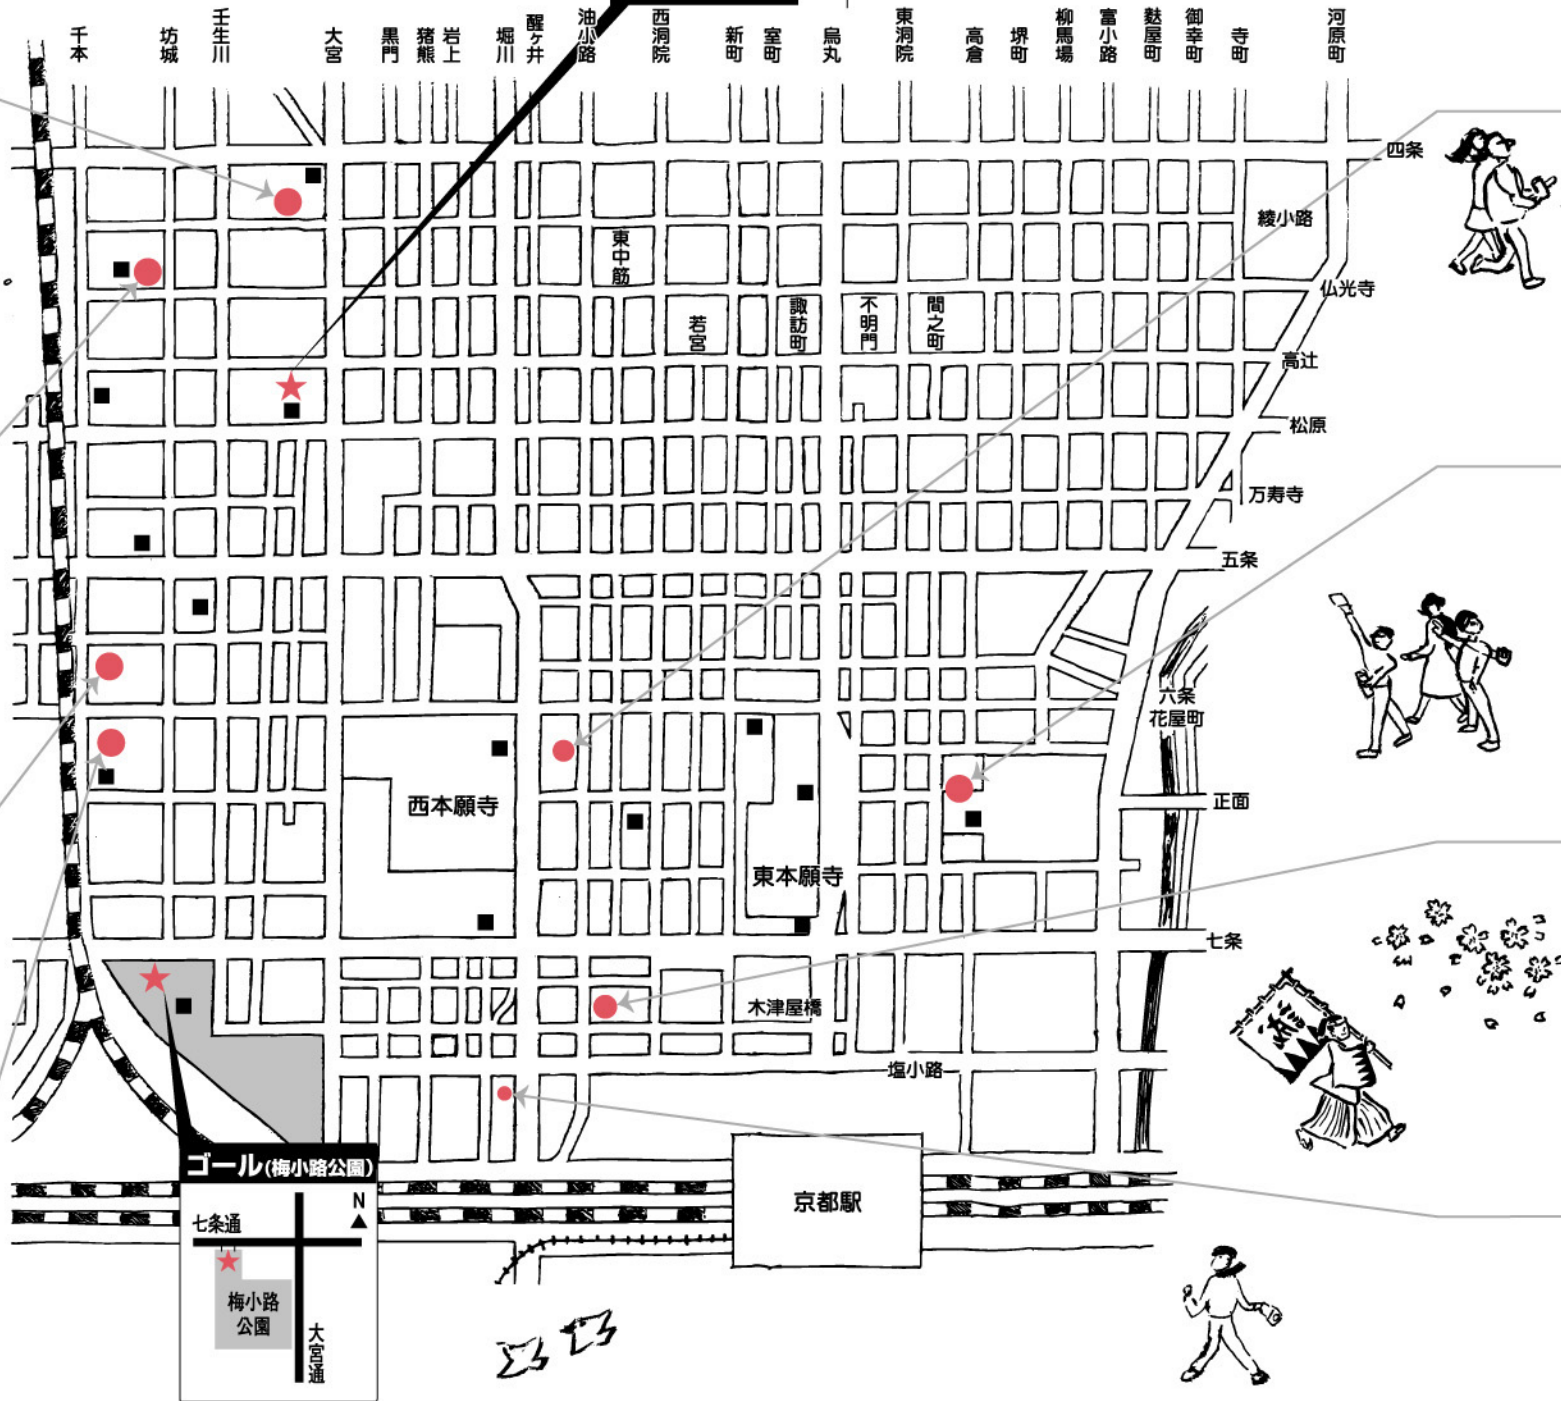 千本
坊城
壬生川
大宮
黒門
猪熊
岩上
堀川
醒ヶ井
油小路
西洞院
新町
室町
烏丸
東洞院
高倉
堺町
柳馬場
富小路
麩屋町
御幸町
寺町
河原町
四条
綾小路
東中筋
仏光寺
若宮
諏訪町
不明門
間之町
高辻
松原
万寿寺
五条
六条
花屋町
西本願寺
正面
東本願寺
七条
木津屋橋
塩小路
ゴール(梅小路公園)
京都駅
七条通
N
梅小路
公園
大宮通